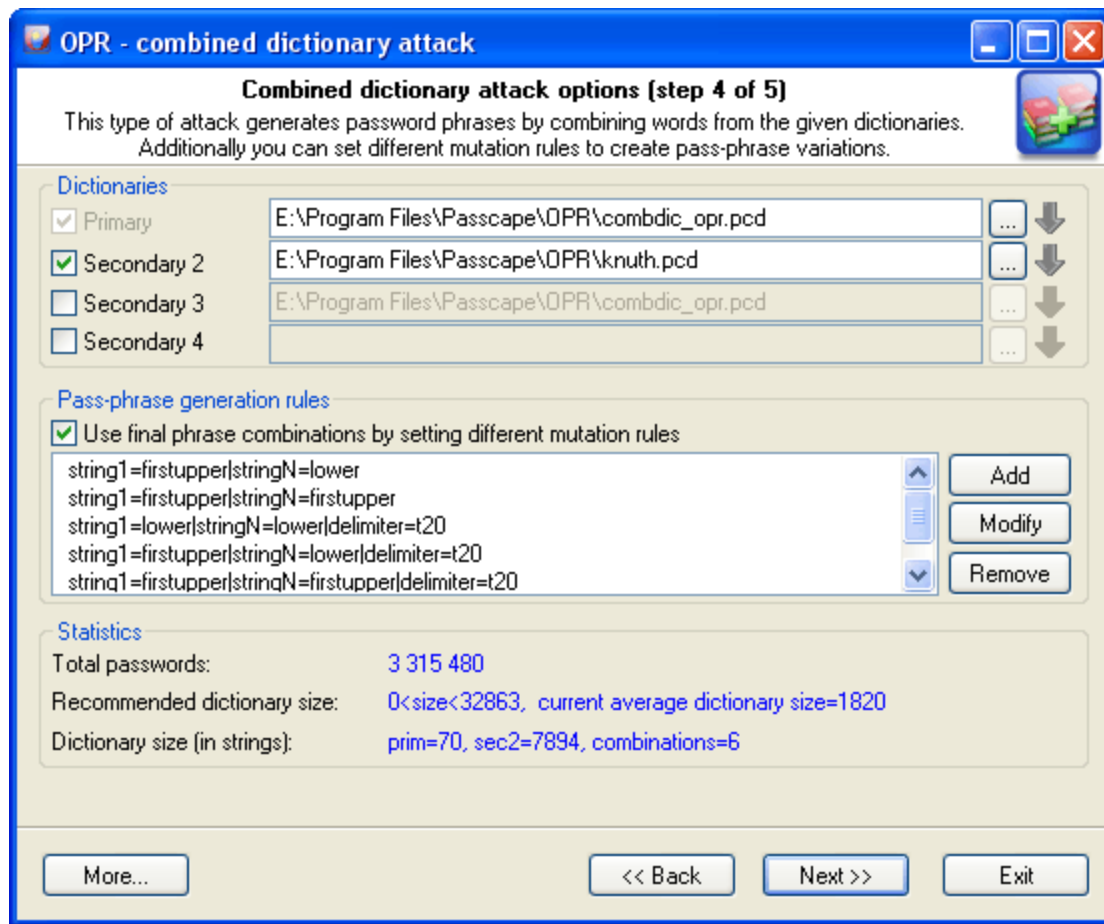 OPR - combined dictionary attack
Combined dictionary attack options (step 4 of 5)
This type of attack generates password phrases by combining words from the given dictionaries.
Additionally you can set different mutation rules to create pass-phrase variations.
Dictionaries
Primary
E:\Program Files\Passcape\OPR\combdic_opr.pcd
...
Secondary 2
E:\Program Files\Passcape\OPR\knuth.pcd
...
Secondary 3
E:\Program Files\Passcape\OPR\combdic_opr.pcd
...
Secondary 4
...
Pass-phrase generation rules
Use final phrase combinations by setting different mutation rules
string1=firstupper|stringN=lower
string1=firstupper|stringN=firstupper
string1=lower|stringN=lower|delimiter=t20
string1=firstupper|stringN=lower|delimiter=t20
string1=firstupper|stringN=firstupper|delimiter=t20
Add
Modify
Remove
Statistics
Total passwords: 3 315 480
Recommended dictionary size: 0<size<32863, current average dictionary size=1820
Dictionary size (in strings): prim=70, sec2=7894, combinations=6
More... << Back Next >> Exit